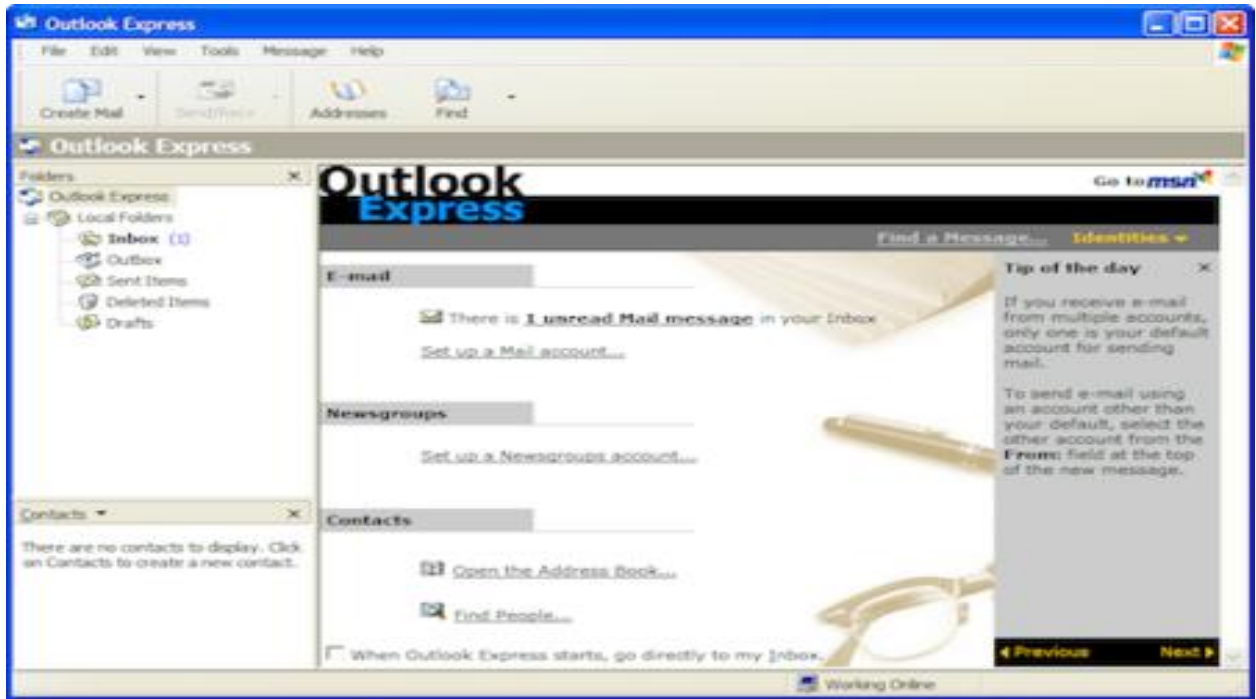 Outlook Express
File Edit View Tools Message Help
Create Mail Send/Recv Addresses Find
Outlook Express
Folders
Outlook Express
Local Folders
Inbox (1)
Outbox
Sent Items
Deleted Items
Drafts
Contacts
There are no contacts to display. Click
on Contacts to create a new contact.
Outlook
Express
Go to msn
Find a Message... Identities
E-mail
There is 1 unread Mail message in your Inbox
Set up a Mail account...
Newsgroups
Set up a Newsgroups account...
Contacts
Open the Address Book...
Find People...
When Outlook Express starts, go directly to my Inbox.
Tip of the day
If you receive e-mail
from multiple accounts,
only one is your default
account for sending
mail.
To send e-mail using
an account other than
your default, select the
other account from the
From: field at the top
of the new message.
Previous Next
Working Online